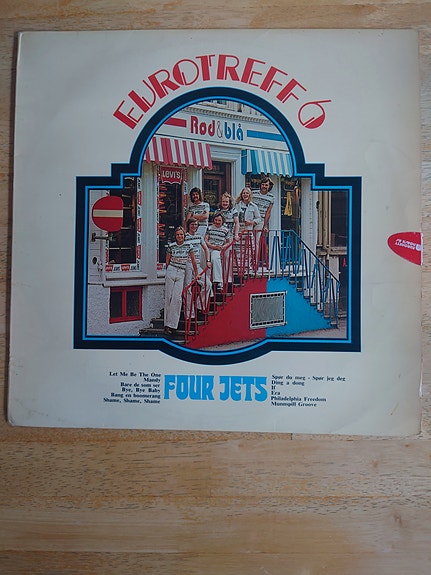 EUROTREFF 6
Rød&blå
LEVI'S
Let Me Be The One
Mandy
Bare de som ser
Bye, Bye Baby
Bang en boomerang
Shame, Shame, Shame
FOUR JETS
Spør du meg - Spør jeg deg
Ding a dong
If
Eca
Philadelphia Freedom
Munnspill Groove